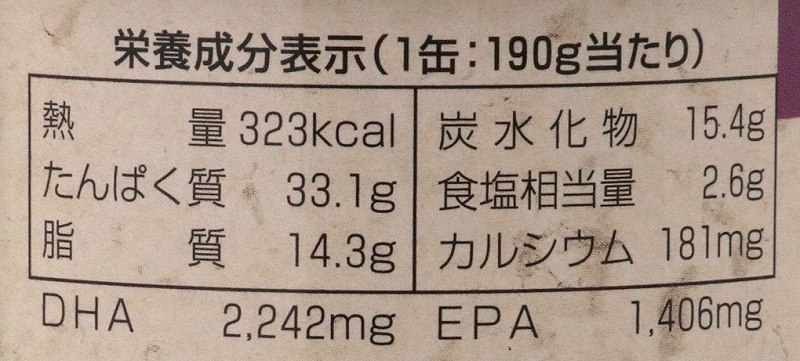 栄養成分表示(1缶:190g当たり)
熱量 323kcal 炭水化物 15.4g
たんぱく質 33.1g 食塩相当量 2.6g
脂質 14.3g カルシウム 181mg
DHA 2,242mg EPA 1,406mg